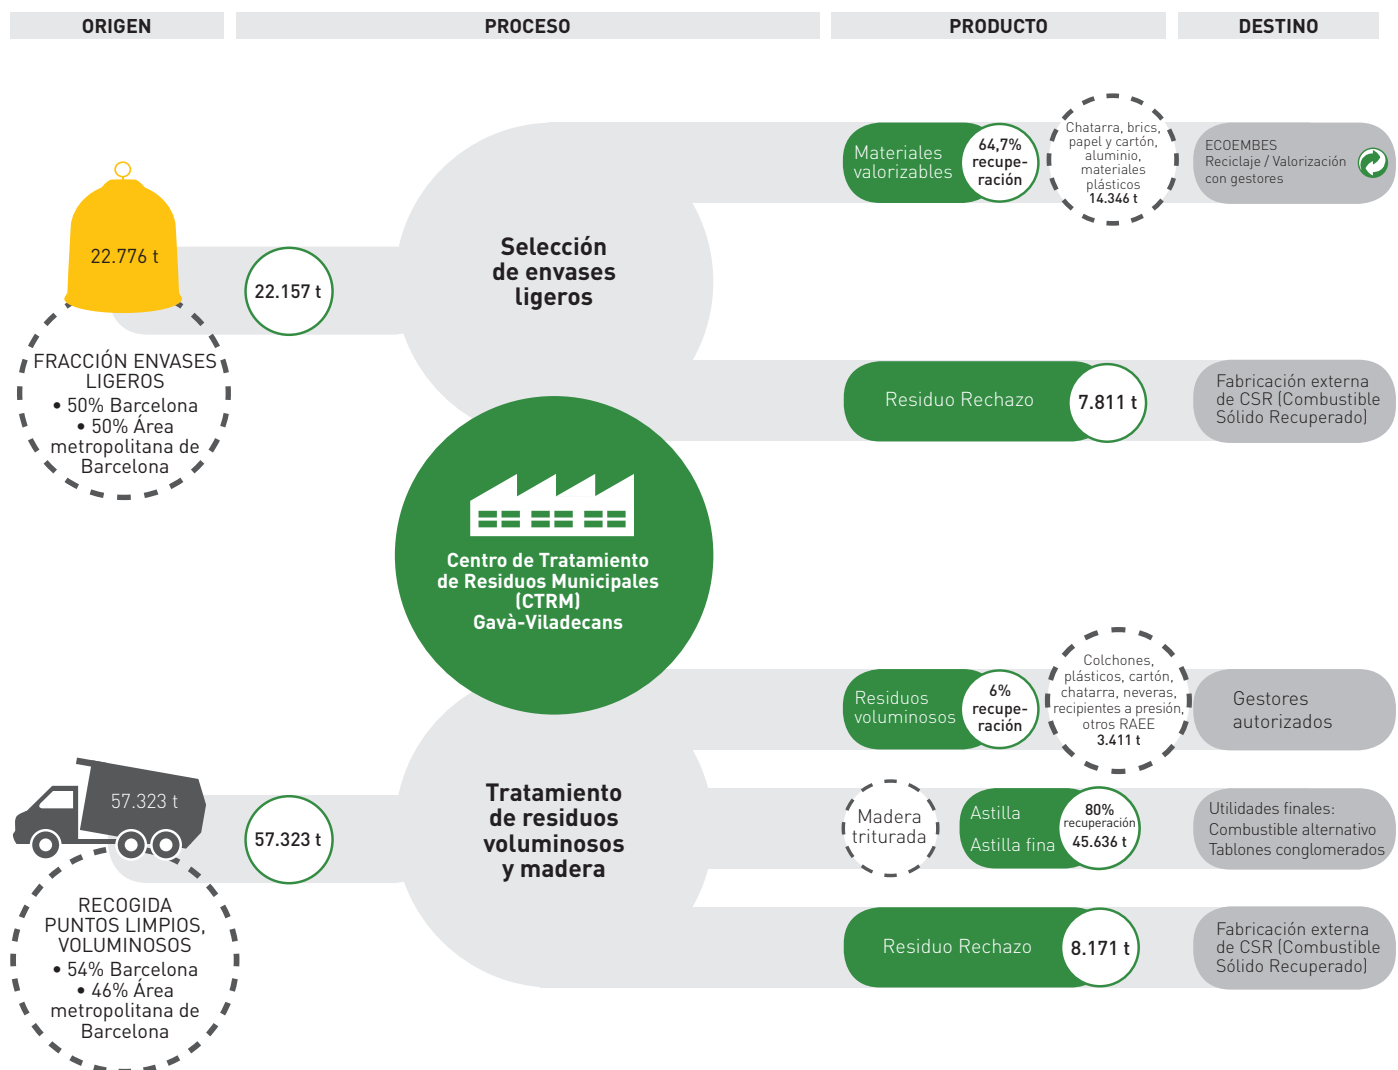 ORIGEN
PROCESO
PRODUCTO
DESTINO
22.776 t
FRACCIÓN ENVASES
LIGEROS
• 50% Barcelona
• 50% Área
metropolitana de
Barcelona
22.157 t
Selección
de envases
ligeros
Materiales
valorizables
64,7%
recupe-
ración
Chatarra, brics,
papel y cartón,
aluminio,
materiales
plásticos
14.346 t
ECOEMBES
Reciclaje / Valorización
con gestores
Residuo Rechazo
7.811 t
Fabricación externa
de CSR (Combustible
Sólido Recuperado)
Centro de Tratamiento
de Residuos Municipales
(CTRM)
Gavà-Viladecans
57.323 t
RECOGIDA
PUNTOS LIMPIOS,
VOLUMINOSOS
• 54% Barcelona
• 46% Área
metropolitana de
Barcelona
57.323 t
Tratamiento
de residuos
voluminosos
y madera
Residuos
voluminosos
6%
recupe-
ración
Colchones,
plásticos, cartón,
chatarra, neveras,
recipientes a presión,
otros RAEE
3.411 t
Gestores
autorizados
Madera
triturada
Astilla
Astilla fina
80%
recuperación
45.636 t
Utilidades finales:
Combustible alternativo
Tablones conglomerados
Residuo Rechazo
8.171 t
Fabricación externa
de CSR (Combustible
Sólido Recuperado)